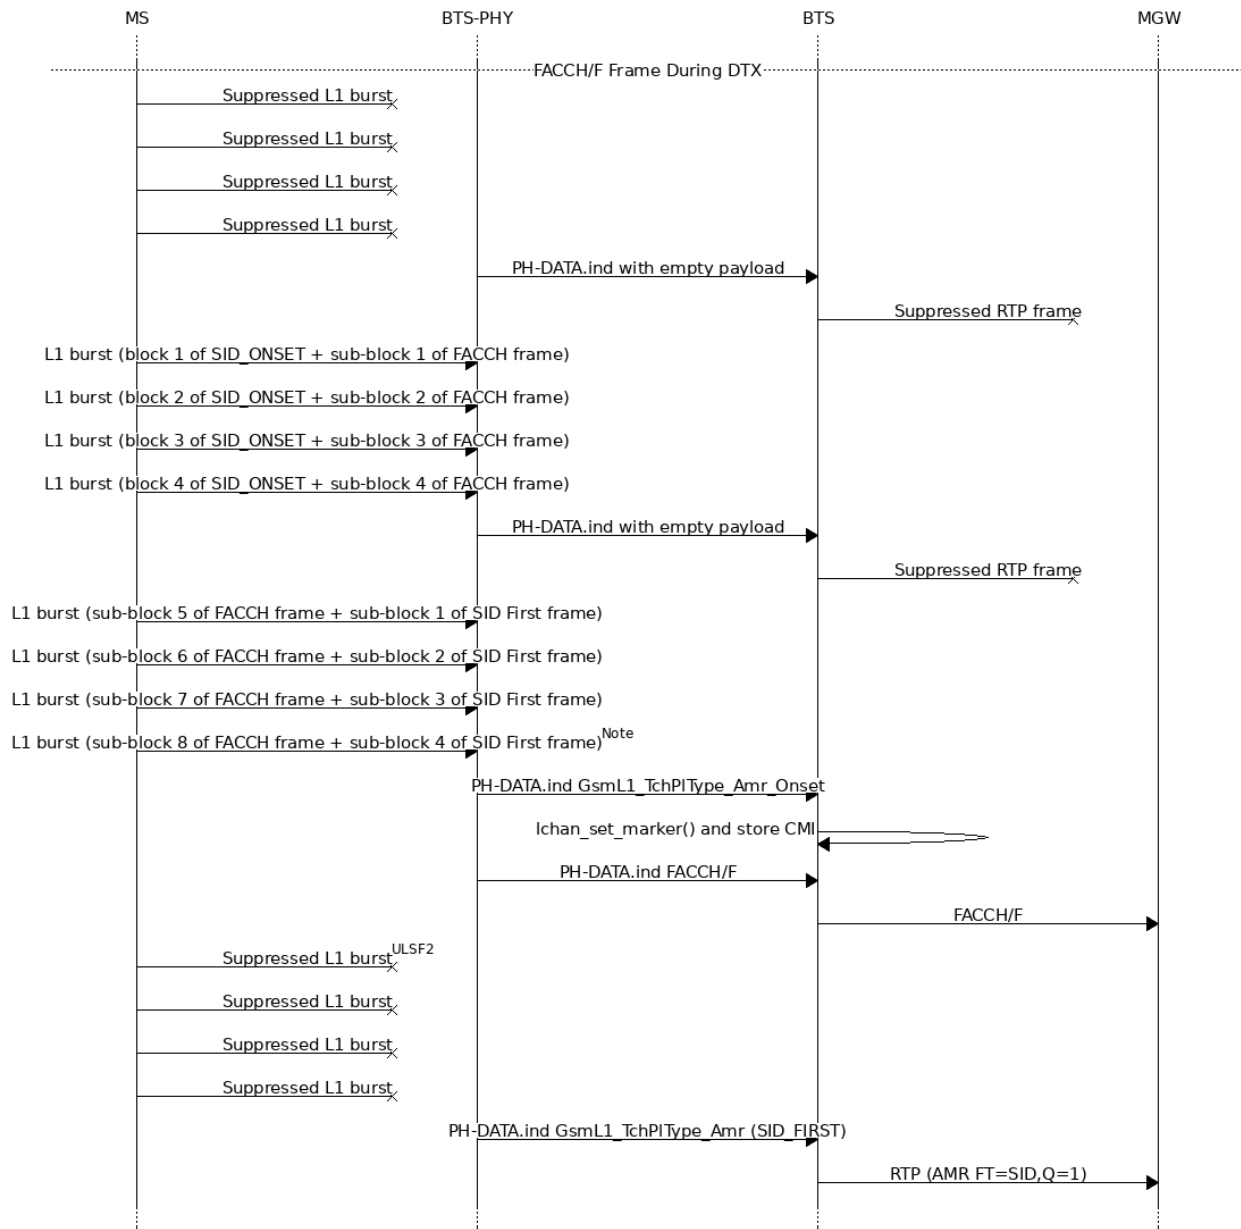 MS BTS-PHY BTS MGW
FACCH/F Frame During DTX
Suppressed L1 burst
Suppressed L1 burst
Suppressed L1 burst
Suppressed L1 burst
PH-DATA.ind with empty payload
Suppressed RTP frame
L1 burst (block 1 of SID_ONSET + sub-block 1 of FACCH frame)
L1 burst (block 2 of SID_ONSET + sub-block 2 of FACCH frame)
L1 burst (block 3 of SID_ONSET + sub-block 3 of FACCH frame)
L1 burst (block 4 of SID_ONSET + sub-block 4 of FACCH frame)
PH-DATA.ind with empty payload
Suppressed RTP frame
L1 burst (sub-block 5 of FACCH frame + sub-block 1 of SID First frame)
L1 burst (sub-block 6 of FACCH frame + sub-block 2 of SID First frame)
L1 burst (sub-block 7 of FACCH frame + sub-block 3 of SID First frame)
L1 burst (sub-block 8 of FACCH frame + sub-block 4 of SID First frame) Note
PH-DATA.ind GsmL1_TchPlType_Amr_Onset
lchan_set_marker() and store CMI
PH-DATA.ind FACCH/F
FACCH/F
Suppressed L1 burst ULSF2
Suppressed L1 burst
Suppressed L1 burst
Suppressed L1 burst
PH-DATA.ind GsmL1_TchPlType_Amr (SID_FIRST)
RTP (AMR FT=SID,Q=1)